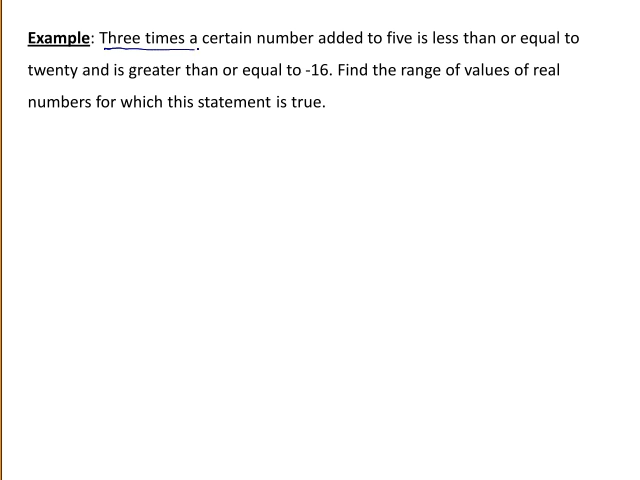 Example: Three times a certain number added to five is less than or equal to
twenty and is greater than or equal to -16. Find the range of values of real
numbers for which this statement is true.